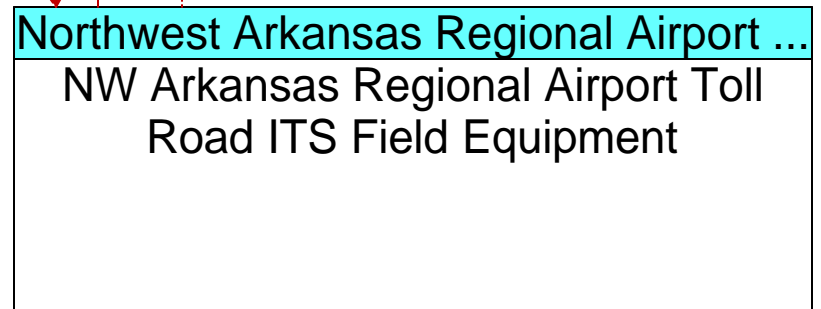 Northwest Arkansas Regional Airport ...
NW Arkansas Regional Airport Toll
Road ITS Field Equipment